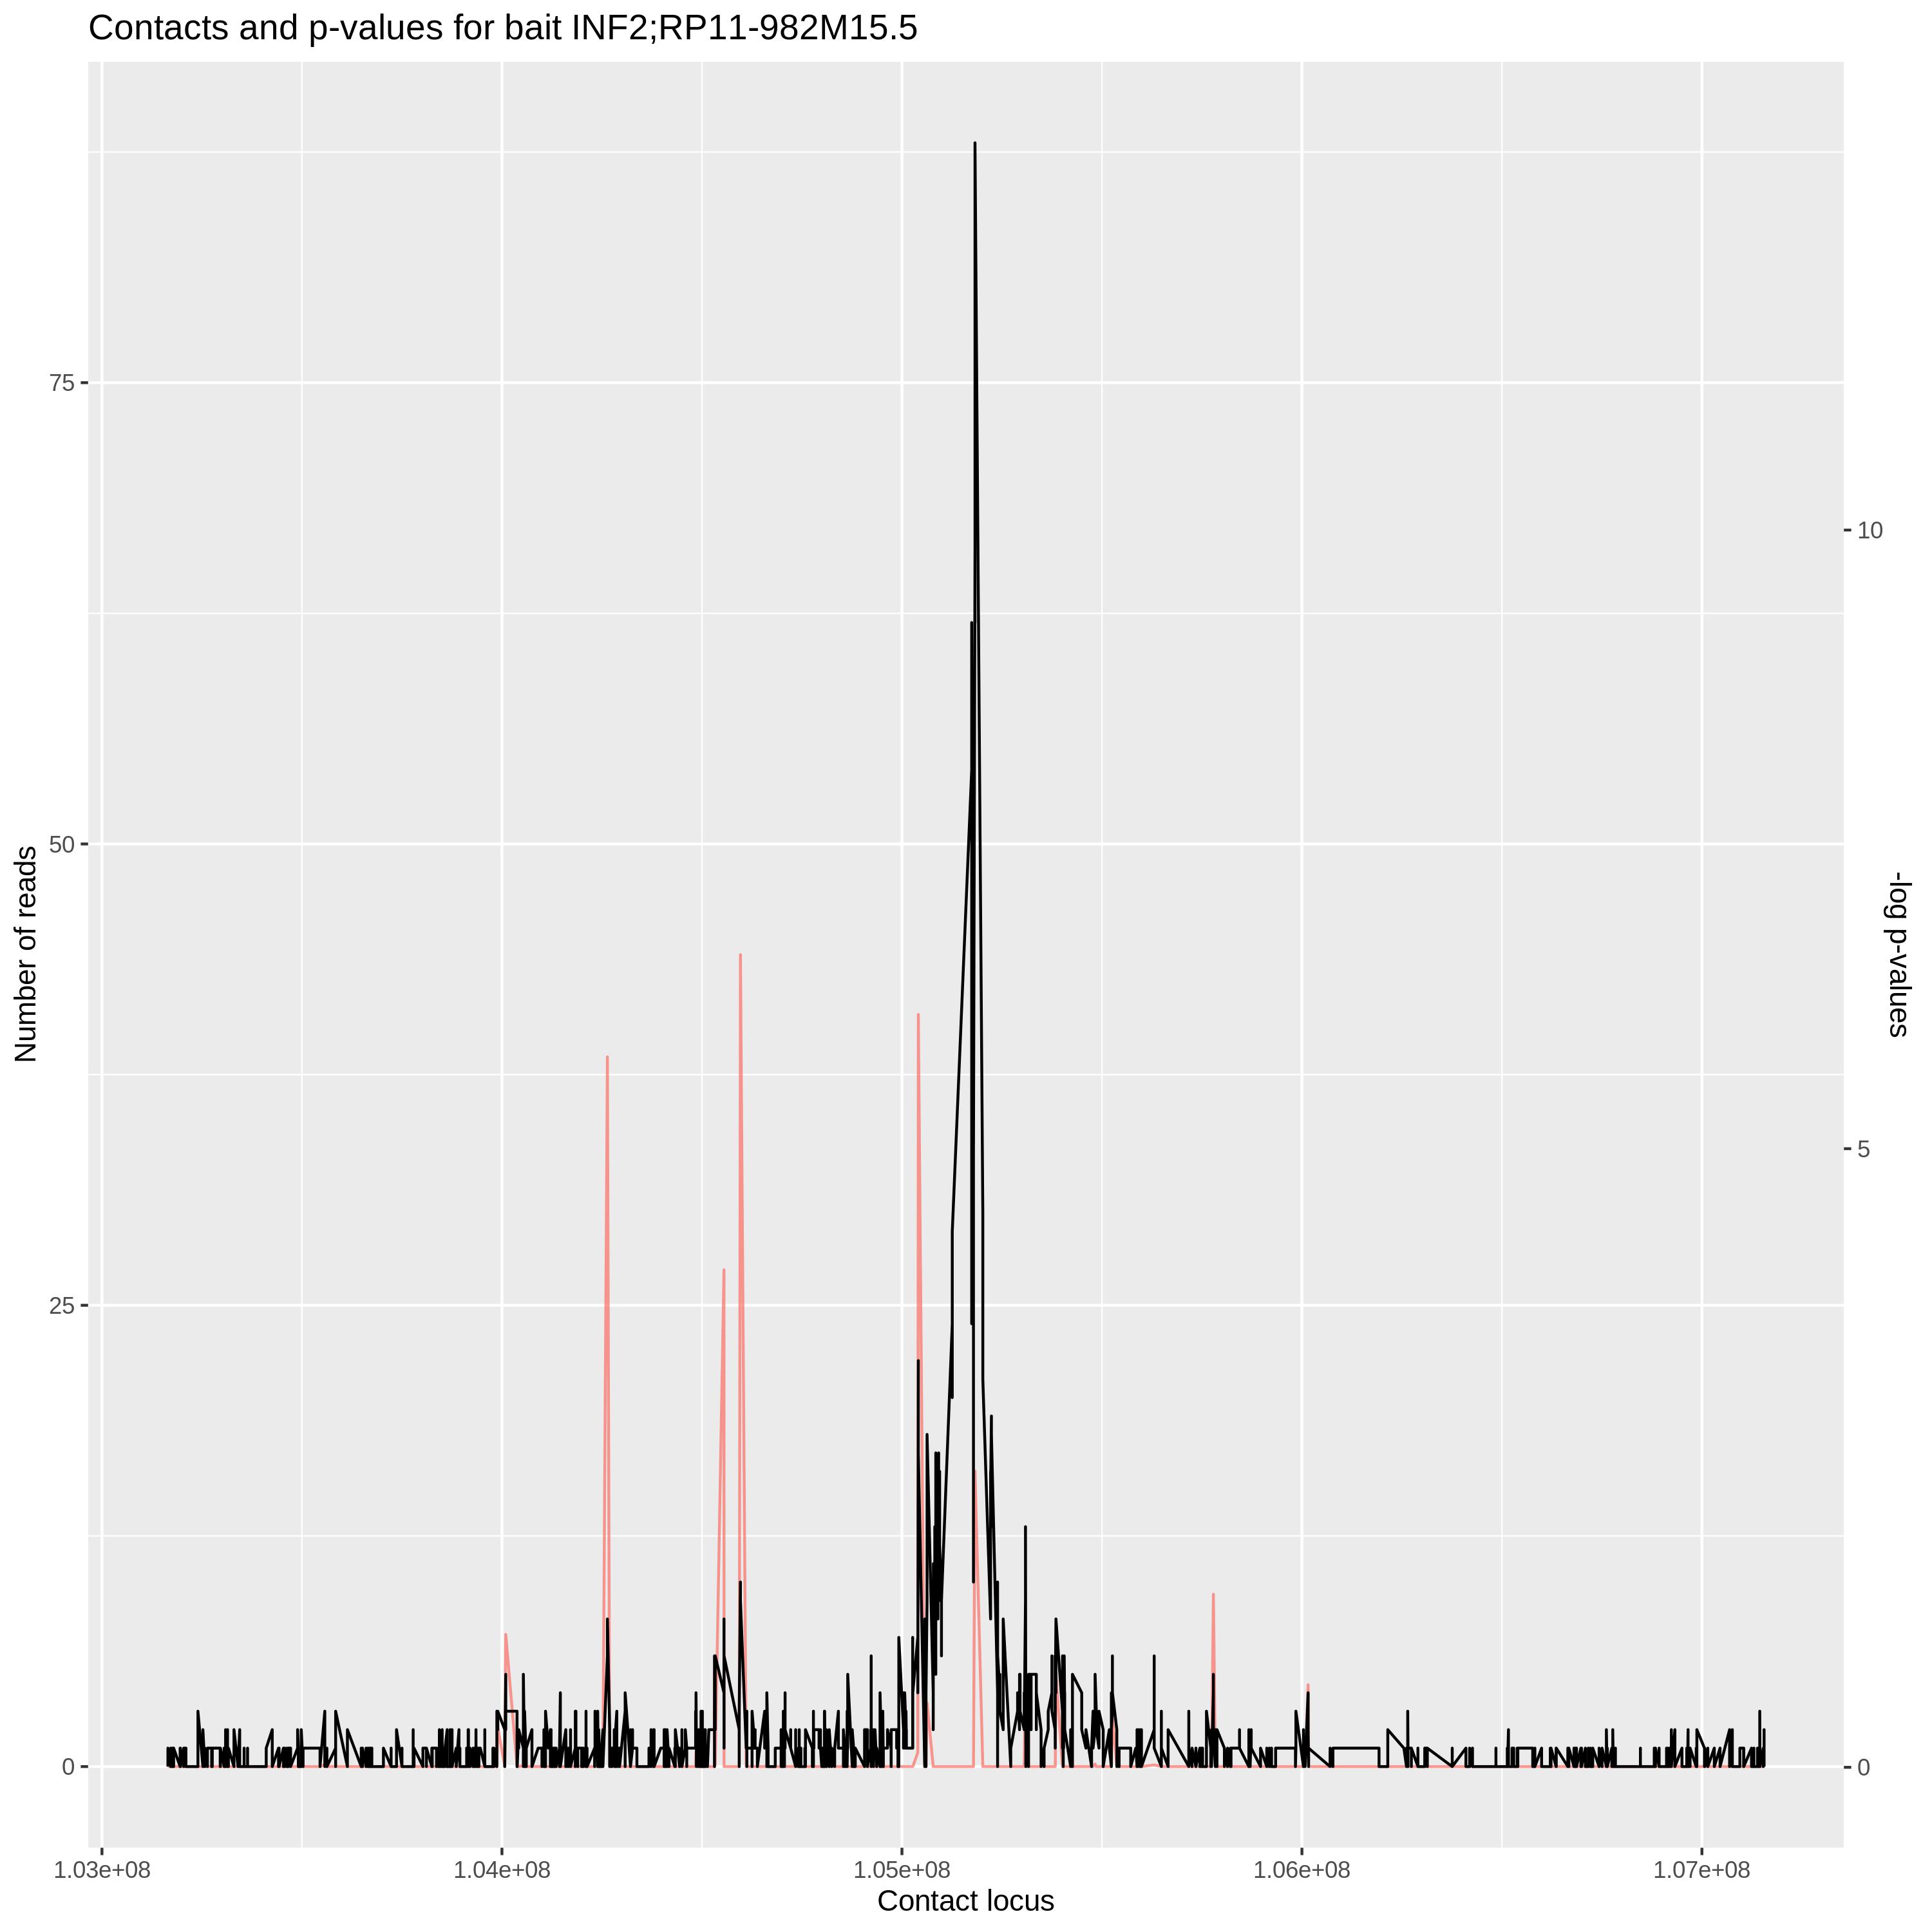 Contacts and p-values for bait INF2;RP11-982M15.5
Number of reads
75
50
25
0
10
5
0
-log p-values
1.03e+08 1.04e+08 1.05e+08 1.06e+08 1.07e+08
Contact locus